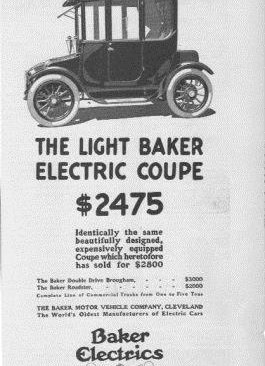 THE LIGHT BAKER
ELECTRIC COUPE
$2475
Identically the same
beautifully designed,
expensively equipped
Coupe which heretofore
has sold for $2800
The Baker Double Drive Brougham, - - - $3000
The Baker Roadster, - - - - $2000
Complete Line of Commercial Trucks from One to Five Tons
THE BAKER MOTOR VEHICLE COMPANY, CLEVELAND
The World's Oldest Manufacturers of Electric Cars
Baker
Electrics